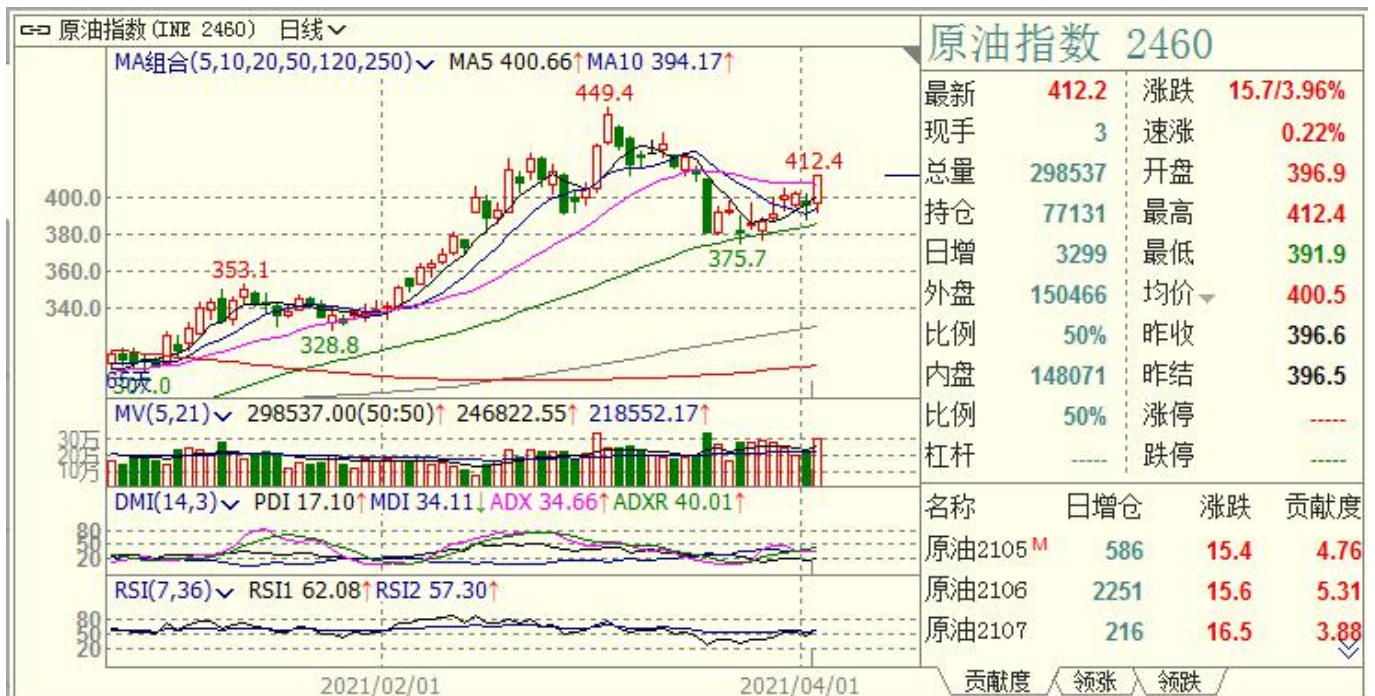 原油指数(INE 2460) 日线
MA组合(5,10,20,50,120,250) MA5 400.66↑MA10 394.17↑
449.4
412.4
400.0
380.0
375.7
360.0
353.1
340.0
328.8
307.0
MV(5,21) 298537.00(50:50)↑ 246822.55↑ 218552.17↑
30万
20万
10万
DMI(14,3) PDI 17.10↑MDI 34.11↓ADX 34.66↑ADXR 40.01↑
80
50
20
RSI(7,36) RSI1 62.08↑RSI2 57.30↑
80
50
20
2021/02/01 2021/04/01
原油指数 2460
最新 412.2 涨跌 15.7/3.96%
现手 3 速涨 0.22%
总量 298537 开盘 396.9
持仓 77131 最高 412.4
日增 3299 最低 391.9
外盘 150466 均价 400.5
比例 50% 昨收 396.6
内盘 148071 昨结 396.5
比例 50% 涨停 -----
杠杆 ----- 跌停 -----
名称 日增仓 涨跌 贡献度
原油2105 M 586 15.4 4.76
原油2106 2251 15.6 5.31
原油2107 216 16.5 3.88
贡献度 领涨 领跌